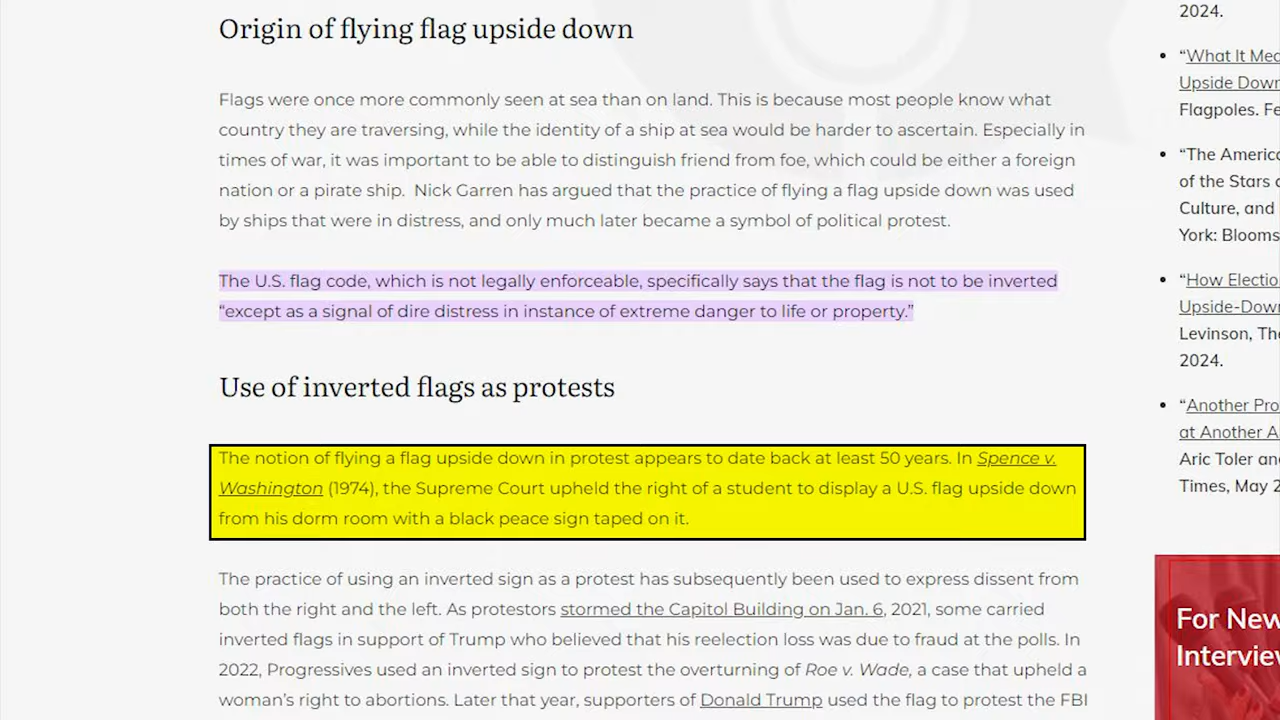 Origin of flying flag upside down
Flags were once more commonly seen at sea than on land. This is because most people know what
country they are traversing, while the identity of a ship at sea would be harder to ascertain. Especially in
times of war, it was important to be able to distinguish friend from foe, which could be either a foreign
nation or a pirate ship.  Nick Garren has argued that the practice of flying a flag upside down was used
by ships that were in distress, and only much later became a symbol of political protest.
The U.S. flag code, which is not legally enforceable, specifically says that the flag is not to be inverted
“except as a signal of dire distress in instance of extreme danger to life or property.”
Use of inverted flags as protests
The notion of flying a flag upside down in protest appears to date back at least 50 years. In Spence v.
Washington (1974), the Supreme Court upheld the right of a student to display a U.S. flag upside down
from his dorm room with a black peace sign taped on it.
The practice of using an inverted sign as a protest has subsequently been used to express dissent from
both the right and the left. As protestors stormed the Capitol Building on Jan. 6, 2021, some carried
inverted flags in support of Trump who believed that his reelection loss was due to fraud at the polls. In
2022, Progressives used an inverted sign to protest the overturning of Roe v. Wade, a case that upheld a
woman’s right to abortions. Later that year, supporters of Donald Trump used the flag to protest the FBI
2024.
“What It Mea
Upside Down
Flagpoles. Fe
“The America
of the Stars a
Culture, and
York: Blooms
“How Electio
Upside-Down
Levinson, The
2024.
“Another Pro
at Another A
Aric Toler and
Times, May 2
For New
Interview